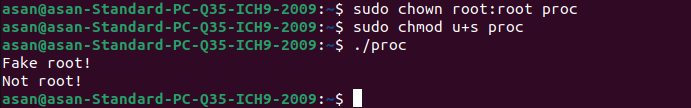 asan@asan-Standard-PC-Q35-ICH9-2009:~$ sudo chown root:root proc
asan@asan-Standard-PC-Q35-ICH9-2009:~$ sudo chmod u+s proc
asan@asan-Standard-PC-Q35-ICH9-2009:~$ ./proc
Fake root!
Not root!
asan@asan-Standard-PC-Q35-ICH9-2009:~$